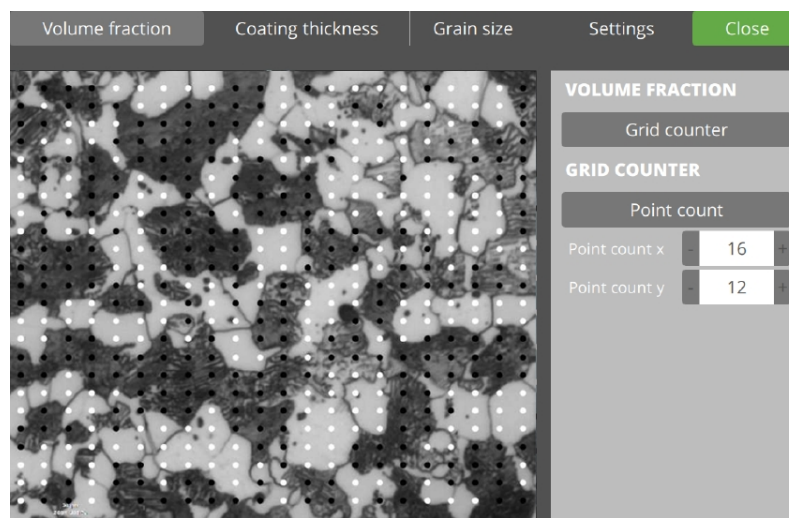 Volume fraction Coating thickness Grain size Settings Close
VOLUME FRACTION
Grid counter
GRID COUNTER
Point count
Point count x - 16 +
Point count y - 12 +